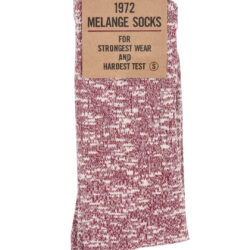 1972
MELANGE SOCKS
FOR
STRONGEST WEAR
AND
HARDEST TEST Ⓢ